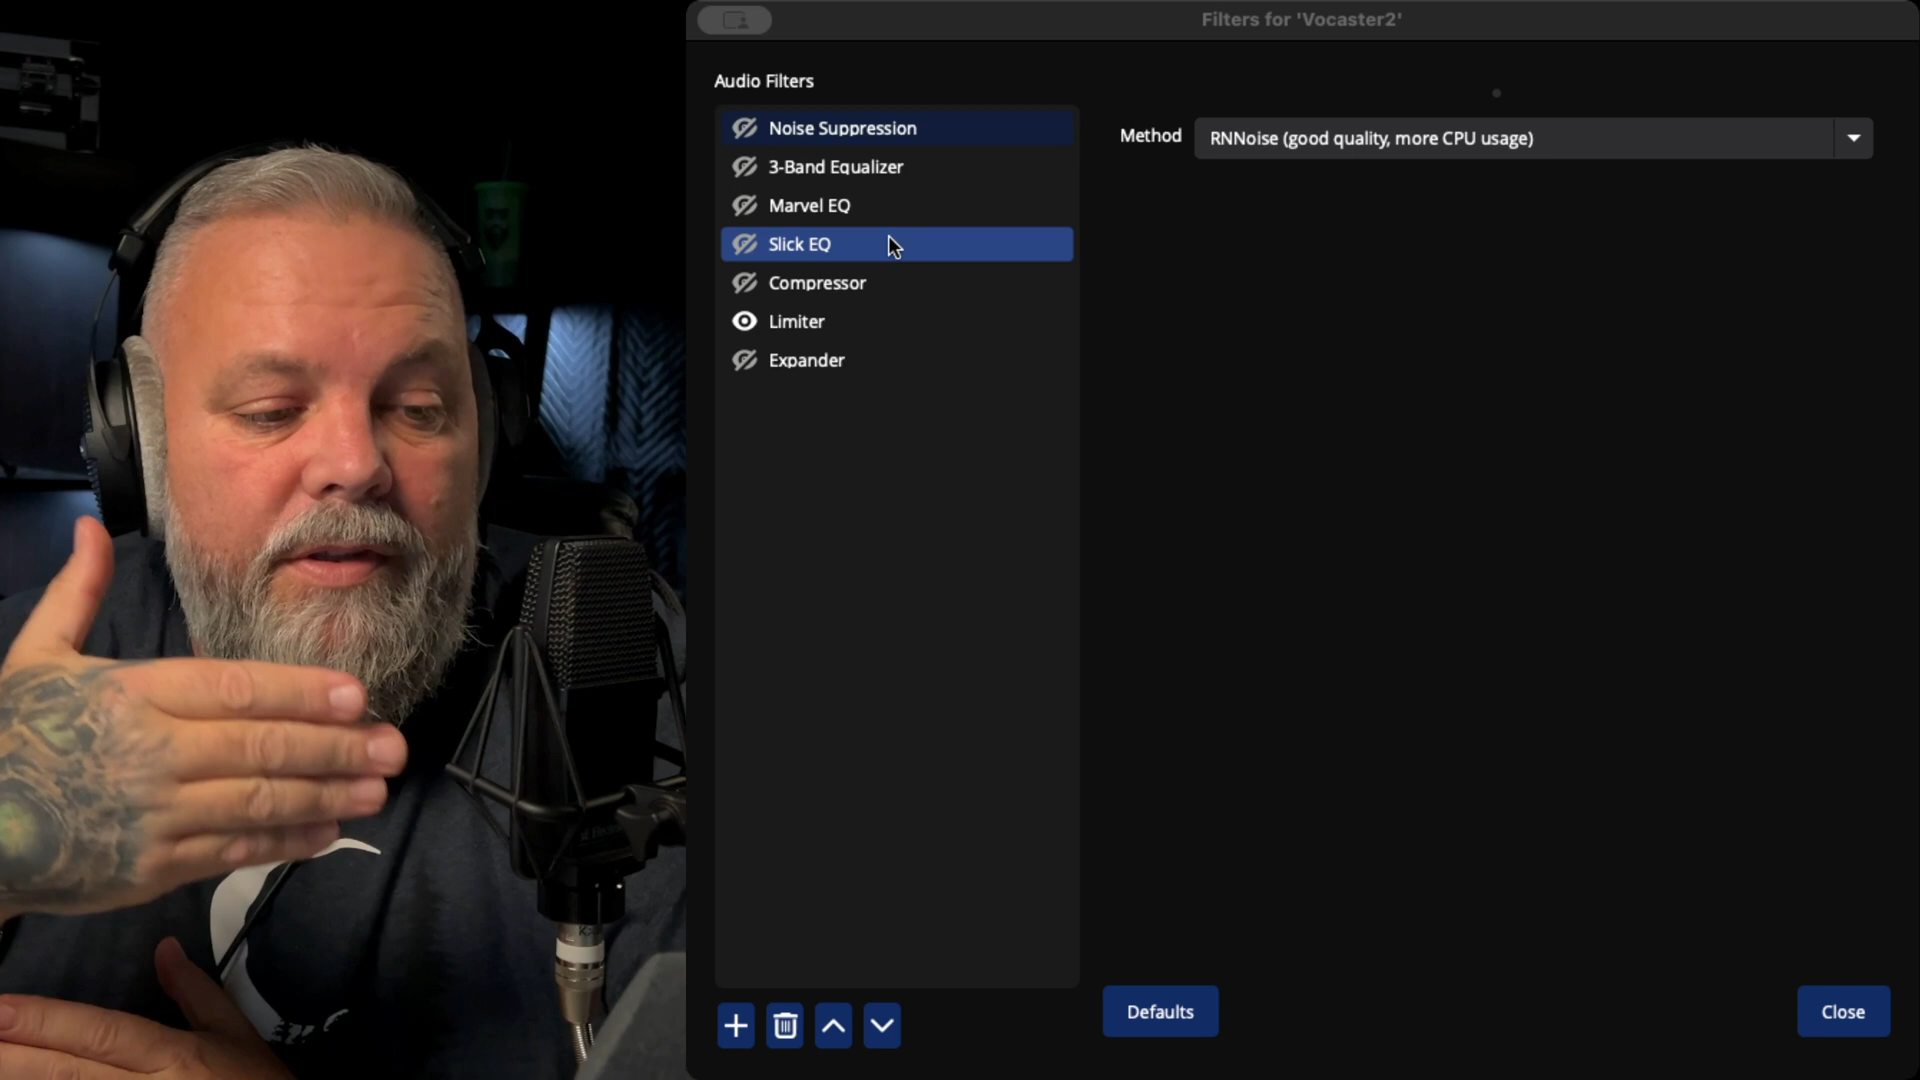 Filters for 'Vocaster2'
Audio Filters
Noise Suppression
3-Band Equalizer
Marvel EQ
Slick EQ
Compressor
Limiter
Expander
Method
RNNoise (good quality, more CPU usage)
Defaults
Close